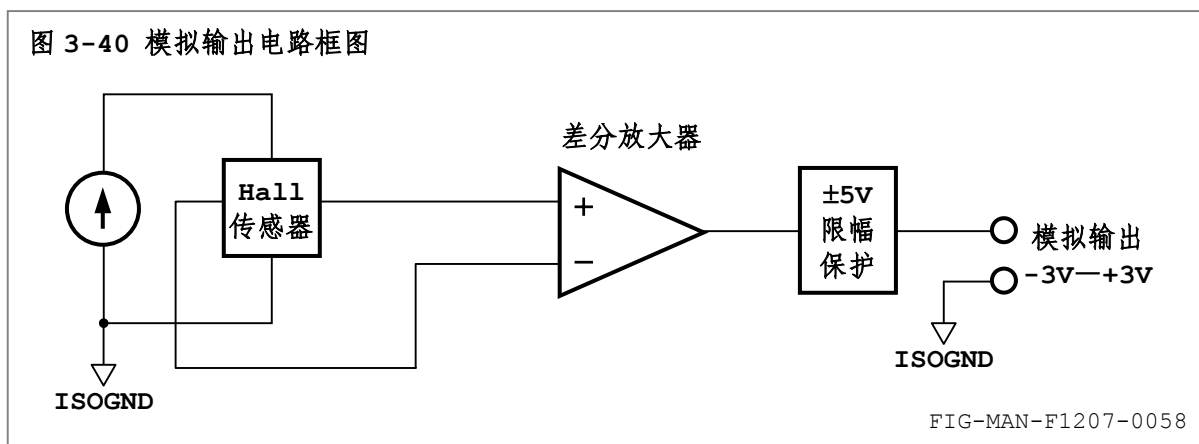 图 3-40 模拟输出电路框图
差分放大器
Hall
传感器
+
−
±5V
限幅
保护
模拟输出
-3V—+3V
ISOGND
ISOGND
FIG-MAN-F1207-0058